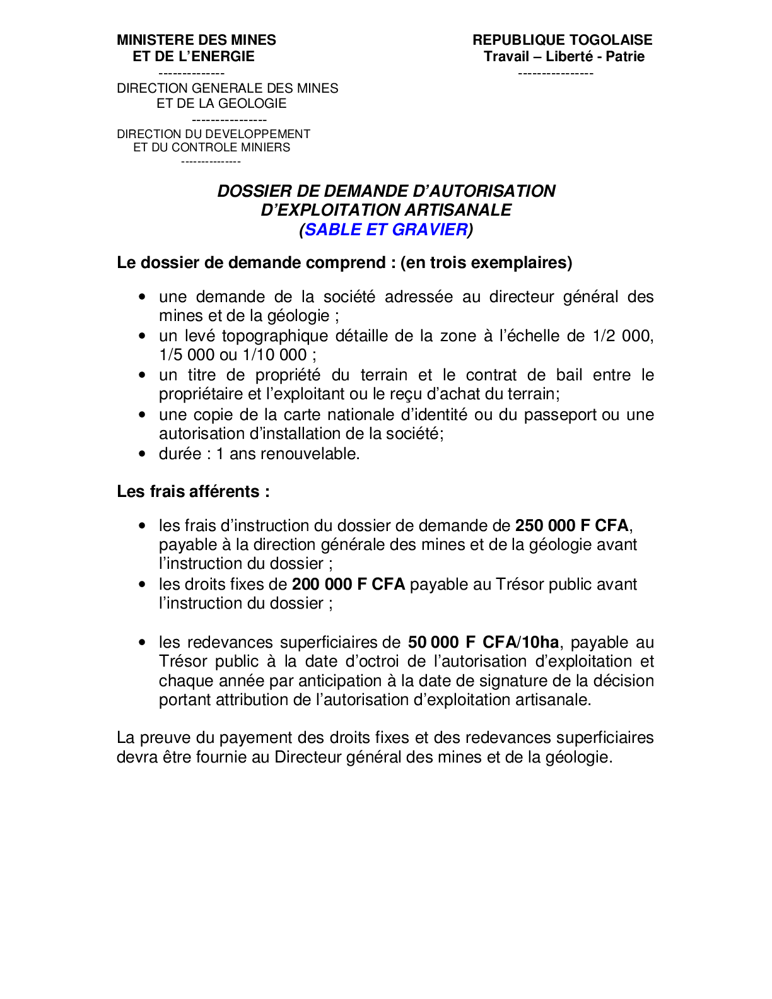 MINISTERE DES MINES
ET DE L’ENERGIE
--------------
DIRECTION GENERALE DES MINES
ET DE LA GEOLOGIE
----------------
DIRECTION DU DEVELOPPEMENT
ET DU CONTROLE MINIERS
---------------
REPUBLIQUE TOGOLAISE
Travail – Liberté - Patrie
----------------
DOSSIER DE DEMANDE D’AUTORISATION
D’EXPLOITATION ARTISANALE
(SABLE ET GRAVIER)
Le dossier de demande comprend : (en trois exemplaires)
• une demande de la société adressée au directeur général des
mines et de la géologie ;
• un levé topographique détaille de la zone à l’échelle de 1/2 000,
1/5 000 ou 1/10 000 ;
• un titre de propriété du terrain et le contrat de bail entre le
propriétaire et l’exploitant ou le reçu d’achat du terrain;
• une copie de la carte nationale d’identité ou du passeport ou une
autorisation d’installation de la société;
• durée : 1 ans renouvelable.
Les frais afférents :
• les frais d’instruction du dossier de demande de 250 000 F CFA,
payable à la direction générale des mines et de la géologie avant
l’instruction du dossier ;
• les droits fixes de 200 000 F CFA payable au Trésor public avant
l’instruction du dossier ;
• les redevances superficiaires de 50 000 F CFA/10ha, payable au
Trésor public à la date d’octroi de l’autorisation d’exploitation et
chaque année par anticipation à la date de signature de la décision
portant attribution de l’autorisation d’exploitation artisanale.
La preuve du payement des droits fixes et des redevances superficiaires
devra être fournie au Directeur général des mines et de la géologie.